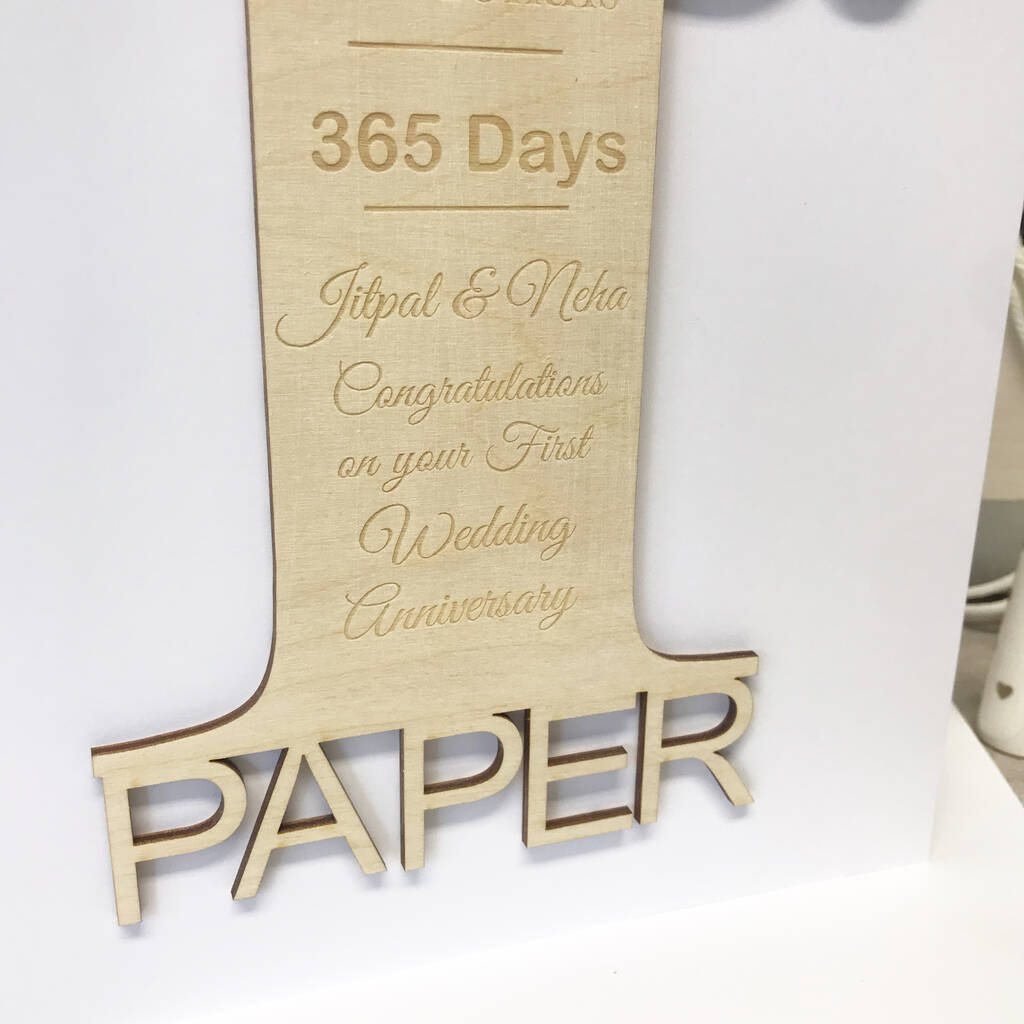 365 Days
Jitpal & Neha
Congratulations
on your First
Wedding
Anniversary
PAPER